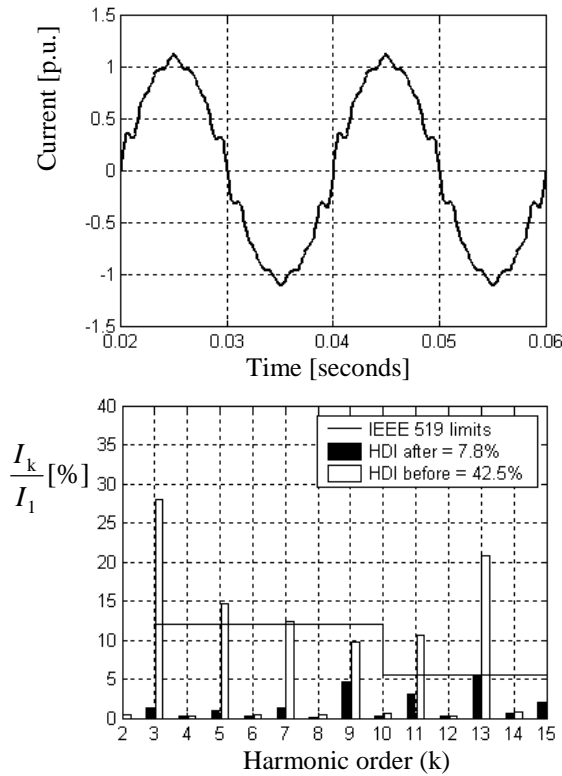 Current [p.u.]
1.5
1
0.5
0
-0.5
-1
-1.5
0.02 0.03 0.04 0.05 0.06
Time [seconds]
I_k/I_1 [%]
40
35
30
25
20
15
10
5
0
IEEE 519 limits
HDI after = 7.8%
HDI before = 42.5%
2 3 4 5 6 7 8 9 10 11 12 13 14 15
Harmonic order (k)